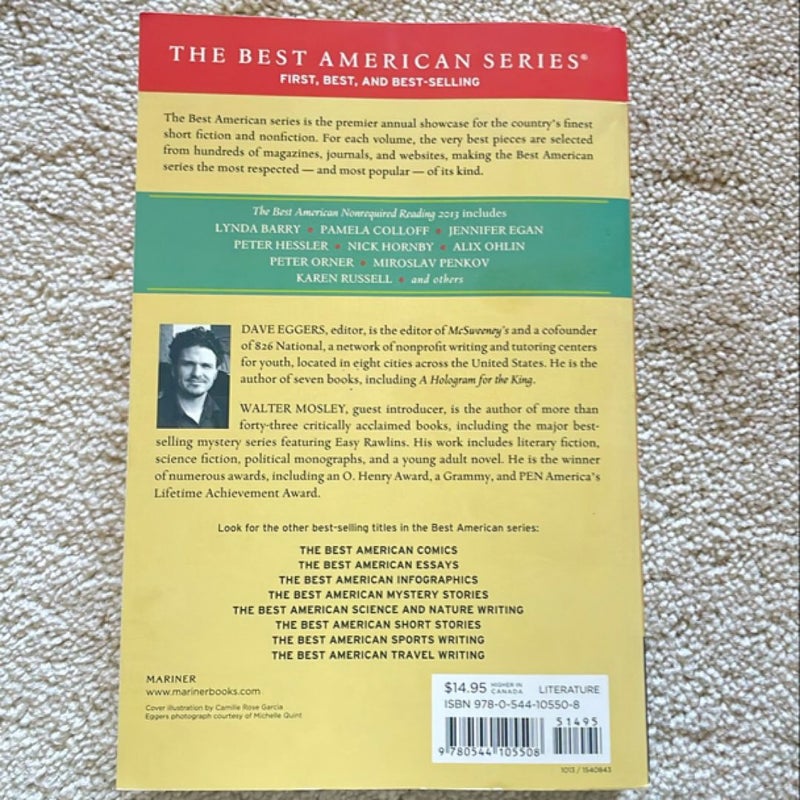 THE BEST AMERICAN SERIES®
FIRST, BEST, AND BEST-SELLING
The Best American series is the premier annual showcase for the country's finest
short fiction and nonfiction. For each volume, the very best pieces are selected
from hundreds of magazines, journals, and websites, making the Best American
series the most respected — and most popular — of its kind.
The Best American Nonrequired Reading 2013 includes
LYNDA BARRY • PAMELA COLLOFF • JENNIFER EGAN
PETER HESSLER • NICK HORNBY • ALIX OHLIN
PETER ORNER • MIROSLAV PENKOV
KAREN RUSSELL • and others
DAVE EGGERS, editor, is the editor of McSweeney's and a cofounder
of 826 National, a network of nonprofit writing and tutoring centers
for youth, located in eight cities across the United States. He is the
author of seven books, including A Hologram for the King.
WALTER MOSLEY, guest introducer, is the author of more than
forty-three critically acclaimed books, including the major best-
selling mystery series featuring Easy Rawlins. His work includes literary fiction,
science fiction, political monographs, and a young adult novel. He is the winner
of numerous awards, including an O. Henry Award, a Grammy, and PEN America's
Lifetime Achievement Award.
Look for the other best-selling titles in the Best American series:
THE BEST AMERICAN COMICS
THE BEST AMERICAN ESSAYS
THE BEST AMERICAN INFOGRAPHICS
THE BEST AMERICAN MYSTERY STORIES
THE BEST AMERICAN SCIENCE AND NATURE WRITING
THE BEST AMERICAN SHORT STORIES
THE BEST AMERICAN SPORTS WRITING
THE BEST AMERICAN TRAVEL WRITING
MARINER
www.marinerbooks.com
Cover illustration by Camille Rose Garcia
Eggers photograph courtesy of Michelle Quint
$14.95 HIGHER IN CANADA LITERATURE
ISBN 978-0-544-10550-8
51495
9 780544 105508
1013 / 1540843